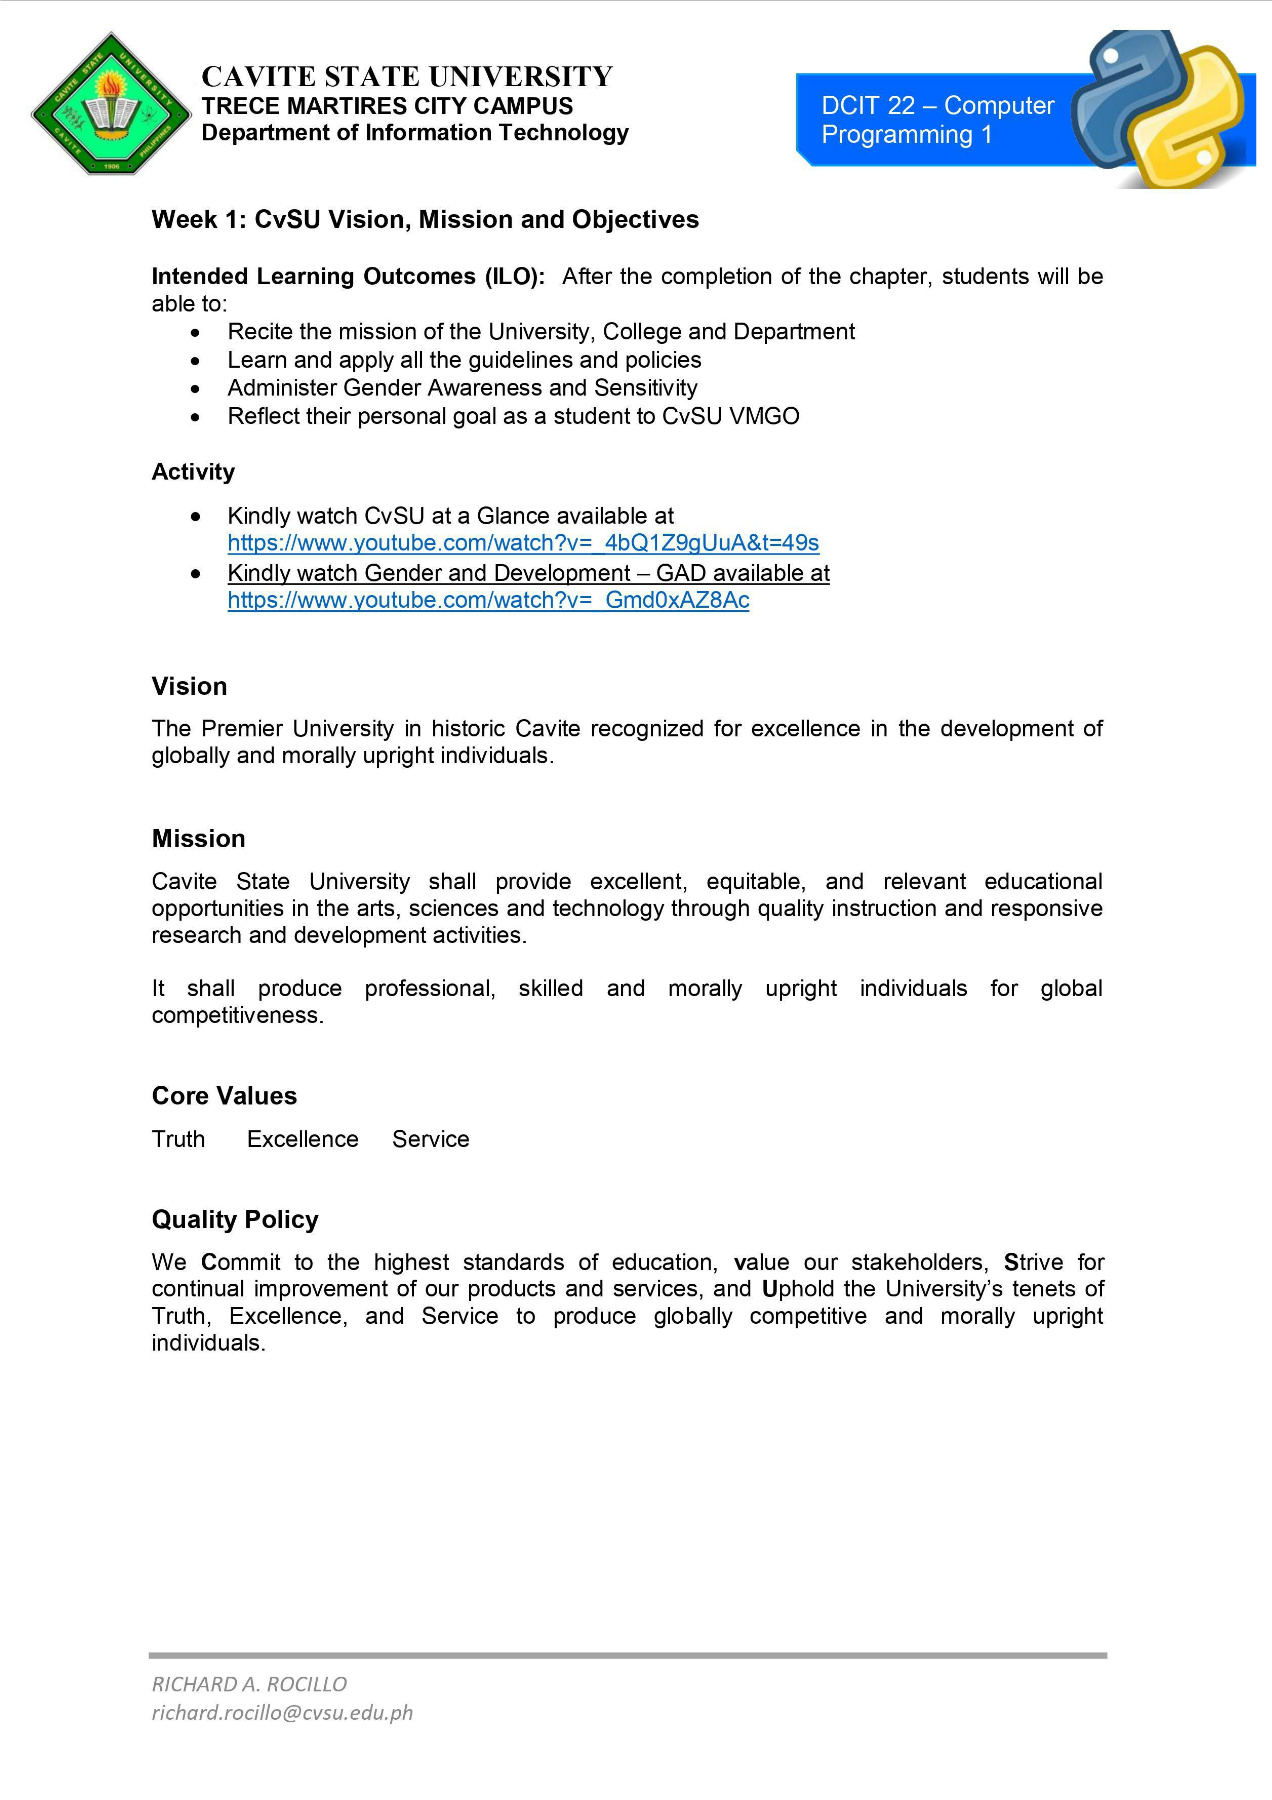 CAVITE STATE UNIVERSITY
TRECE MARTIRES CITY CAMPUS
Department of Information Technology
CAVITE STATE UNIVERSITY
CAVITE PHILIPPINES
1906
DCIT 22 – Computer
Programming 1
Week 1: CvSU Vision, Mission and Objectives
Intended Learning Outcomes (ILO): After the completion of the chapter, students will be
able to:
• Recite the mission of the University, College and Department
• Learn and apply all the guidelines and policies
• Administer Gender Awareness and Sensitivity
• Reflect their personal goal as a student to CvSU VMGO
Activity
• Kindly watch CvSU at a Glance available at
https://www.youtube.com/watch?v=_4bQ1Z9gUuA&t=49s
• Kindly watch Gender and Development – GAD available at
https://www.youtube.com/watch?v=_Gmd0xAZ8Ac
Vision
The Premier University in historic Cavite recognized for excellence in the development of
globally and morally upright individuals.
Mission
Cavite State University shall provide excellent, equitable, and relevant educational
opportunities in the arts, sciences and technology through quality instruction and responsive
research and development activities.
It shall produce professional, skilled and morally upright individuals for global
competitiveness.
Core Values
Truth Excellence Service
Quality Policy
We Commit to the highest standards of education, value our stakeholders, Strive for
continual improvement of our products and services, and Uphold the University’s tenets of
Truth, Excellence, and Service to produce globally competitive and morally upright
individuals.
RICHARD A. ROCILLO
richard.rocillo@cvsu.edu.ph